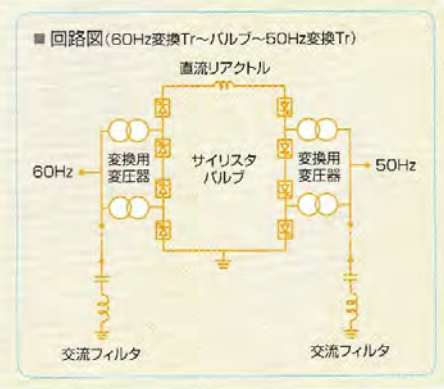 ■ 回路図(60Hz変換Tr〜バルブ〜50Hz変換Tr)
直流リアクトル
60Hz
変換用
変圧器
サイリスタ
バルブ
変換用
変圧器
50Hz
交流フィルタ
交流フィルタ